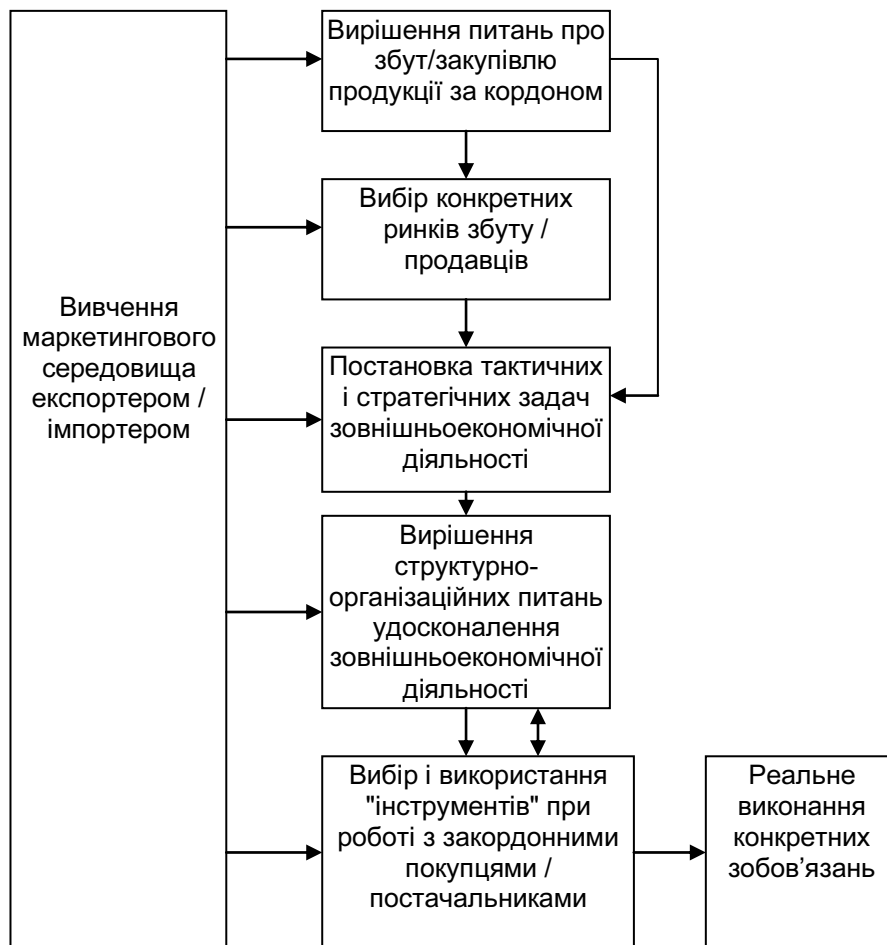 Вивчення
маркетингового
середовища
експортером /
імпортером
Вирішення питань про
збут/закупівлю
продукції за кордоном
Вибір конкретних
ринків збуту /
продавців
Постановка тактичних
і стратегічних задач
зовнішньоекономічної
діяльності
Вирішення
структурно-
організаційних питань
удосконалення
зовнішньоекономічної
діяльності
Вибір і використання
"інструментів" при
роботі з закордонними
покупцями /
постачальниками
Реальне
виконання
конкретних
зобов’язань